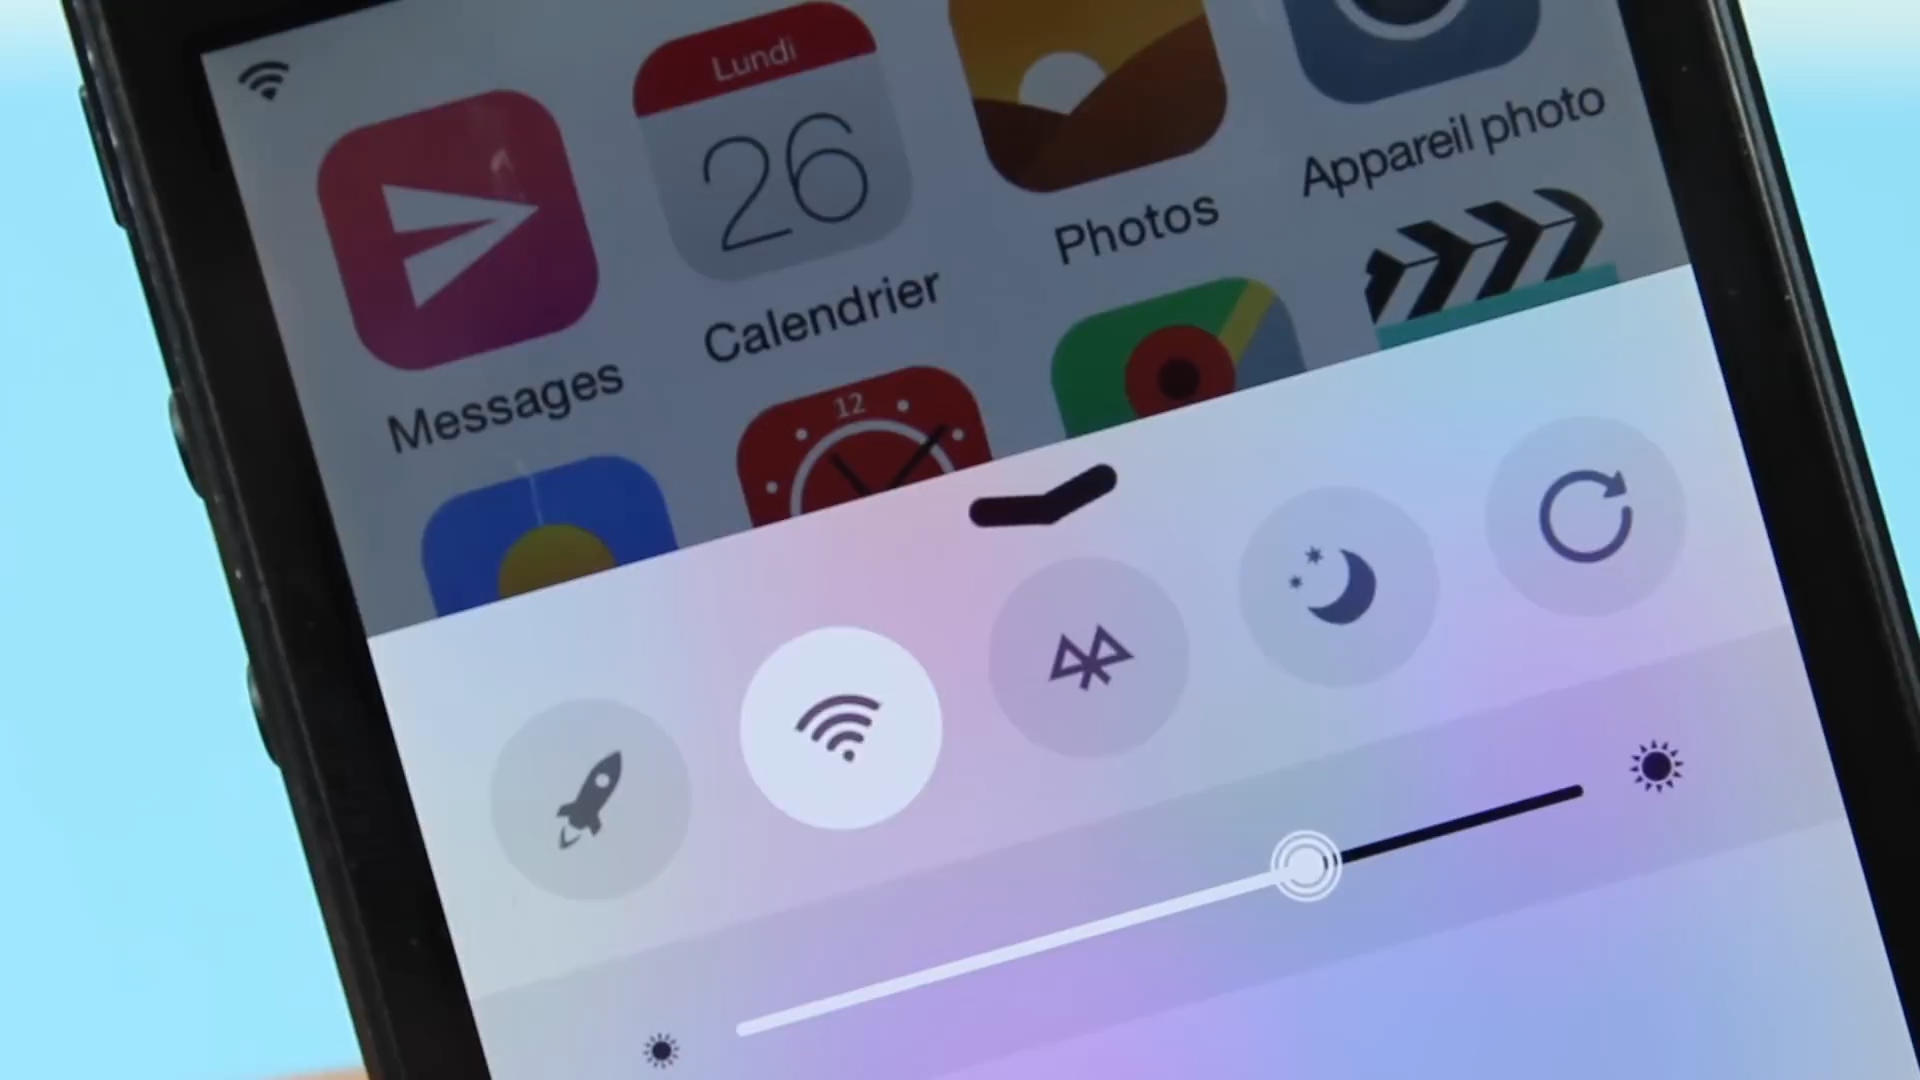 Lundi
26
Appareil photo
Photos
Calendrier
Messages
12